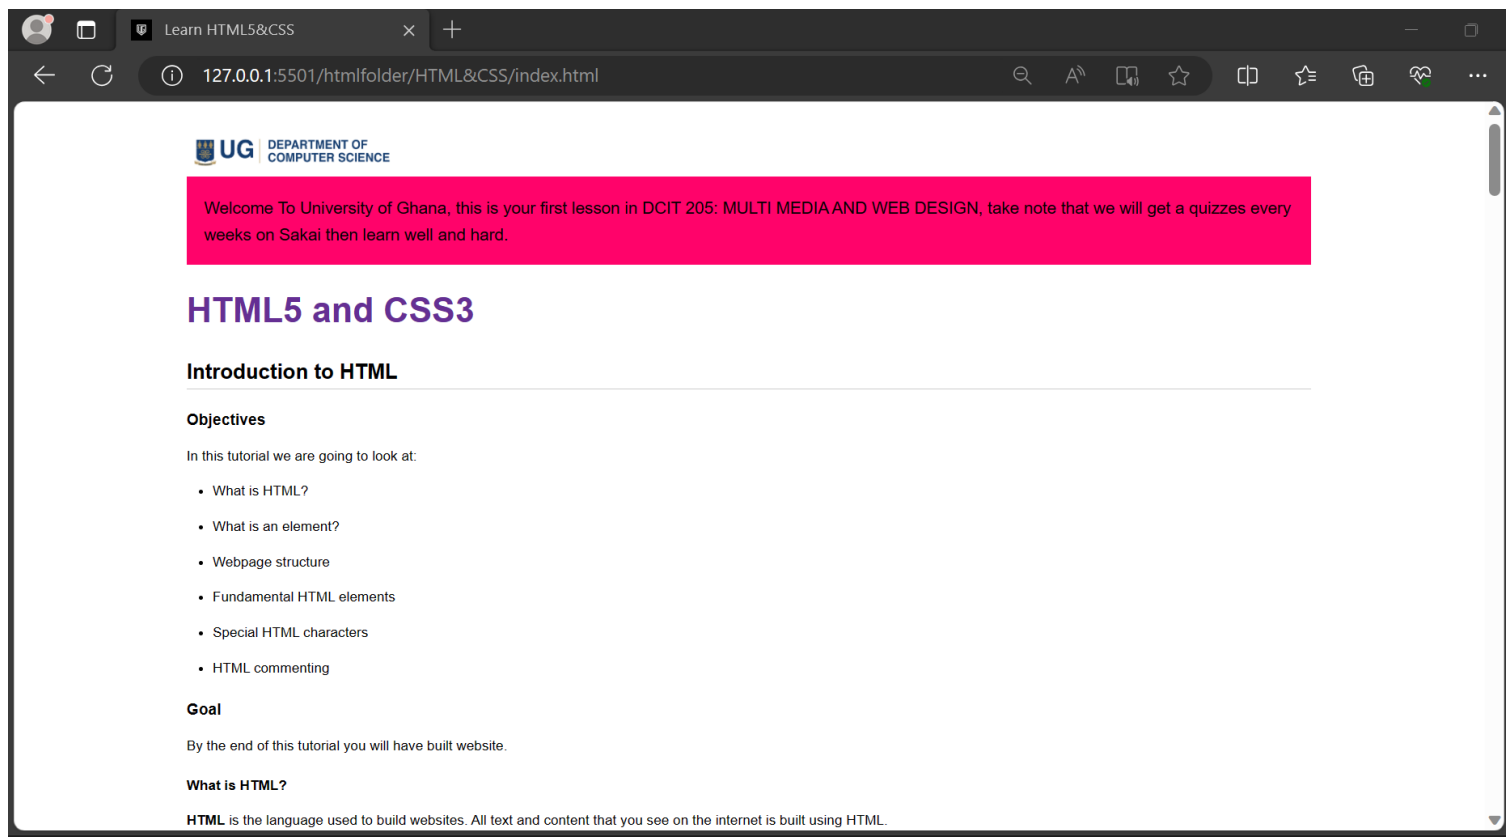 Learn HTML5&CSS
127.0.0.1:5501/htmlfolder/HTML&CSS/index.html
UG DEPARTMENT OF
COMPUTER SCIENCE
Welcome To University of Ghana, this is your first lesson in DCIT 205: MULTI MEDIA AND WEB DESIGN, take note that we will get a quizzes every
weeks on Sakai then learn well and hard.
HTML5 and CSS3
Introduction to HTML
Objectives
In this tutorial we are going to look at:
• What is HTML?
• What is an element?
• Webpage structure
• Fundamental HTML elements
• Special HTML characters
• HTML commenting
Goal
By the end of this tutorial you will have built website.
What is HTML?
HTML is the language used to build websites. All text and content that you see on the internet is built using HTML.